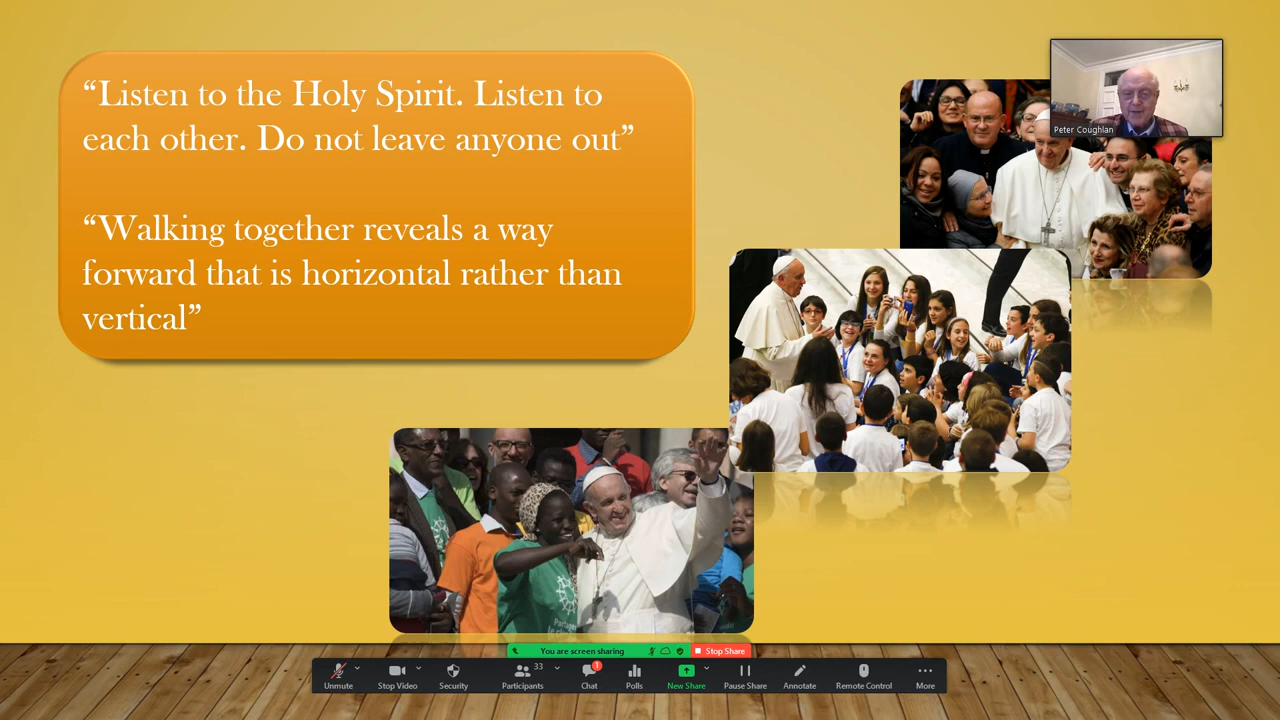 “Listen to the Holy Spirit. Listen to
each other. Do not leave anyone out”
“Walking together reveals a way
forward that is horizontal rather than
vertical”
Peter Coughlan
You are screen sharing
Stop Share
Unmute
Stop Video
Security
33
Participants
1
Chat
Polls
New Share
Pause Share
Annotate
Remote Control
More